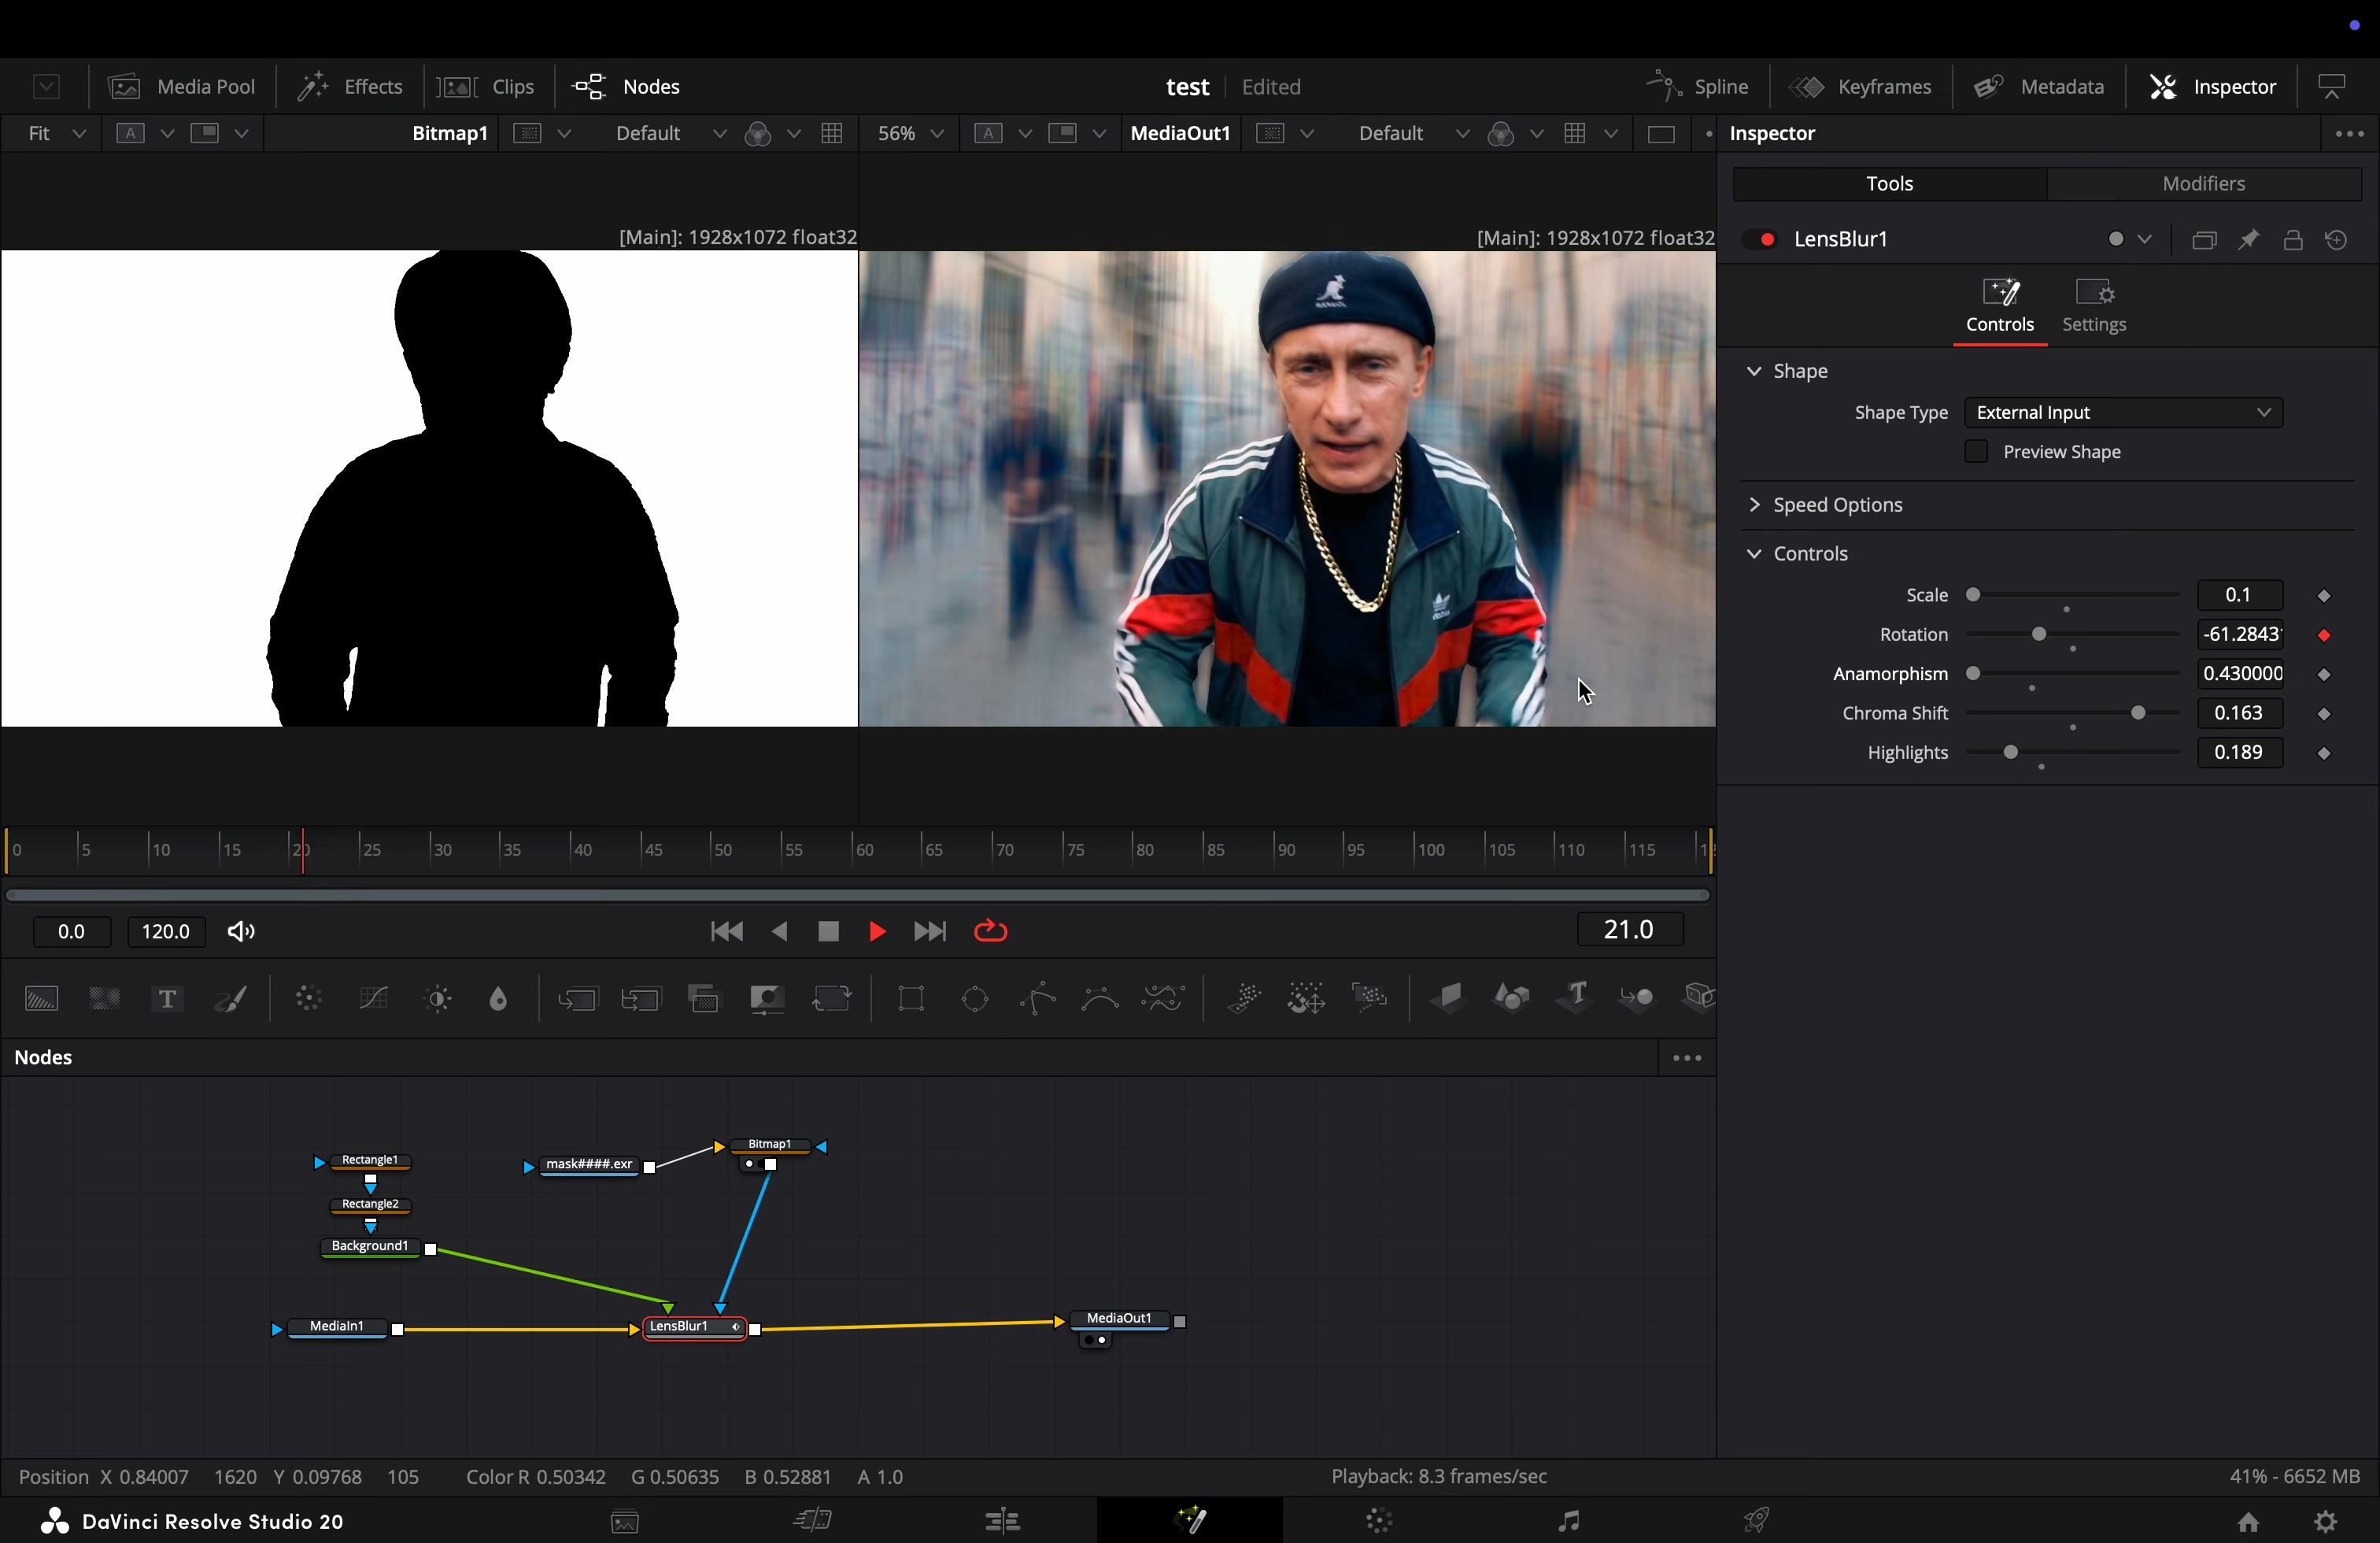 Media Pool Effects Clips Nodes test Edited Spline Keyframes Metadata Inspector
Fit A Bitmap1 Default 56% A MediaOut1 Default Inspector
Tools Modifiers
[Main]: 1928x1072 float32 [Main]: 1928x1072 float32
LensBlur1
Controls Settings
Shape
Shape Type External Input
Preview Shape
Speed Options
Controls
Scale 0.1
Rotation -61.2843
Anamorphism 0.430000
Chroma Shift 0.163
Highlights 0.189
0 5 10 15 20 25 30 35 40 45 50 55 60 65 70 75 80 85 90 95 100 105 110 115
0.0 120.0 21.0
T T
Nodes
Rectangle1 mask####.exr Bitmap1
Rectangle2
Background1
MediaIn1 LensBlur1 MediaOut1
Position X 0.84007 1620 Y 0.09768 105 Color R 0.50342 G 0.50635 B 0.52881 A 1.0 Playback: 8.3 frames/sec 41% - 6652 MB
DaVinci Resolve Studio 20